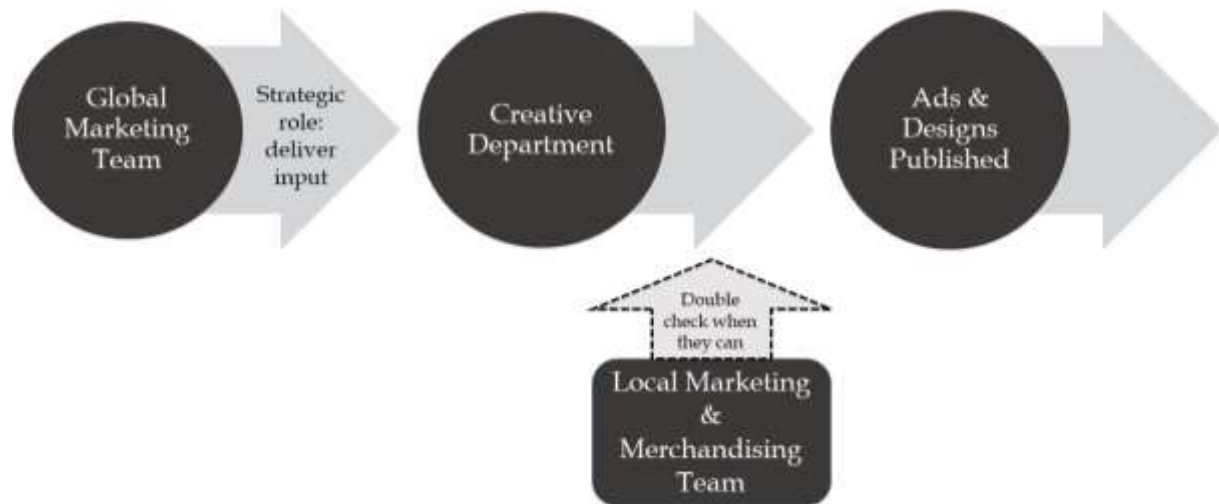 Global
Marketing
Team
Strategic
role:
deliver
input
Creative
Department
Ads &
Designs
Published
Double
check when
they can
Local Marketing
&
Merchandising
Team